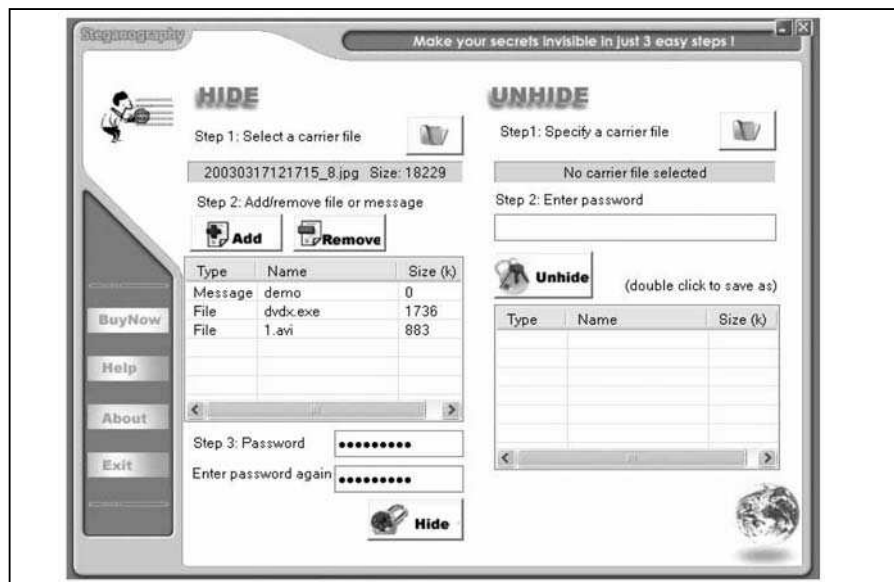 Steganography
Make your secrets invisible in just 3 easy steps !
HIDE
Step 1: Select a carrier file
20030317121715_8.jpg Size: 18229
Step 2: Add/remove file or message
Add Remove
Type Name Size (k)
Message demo 0
File dvdx.exe 1736
File 1.avi 883
Step 3: Password ●●●●●●●●●
Enter password again ●●●●●●●●●
Hide
UNHIDE
Step1: Specify a carrier file
No carrier file selected
Step 2: Enter password
Unhide (double click to save as)
Type Name Size (k)
BuyNow
Help
About
Exit